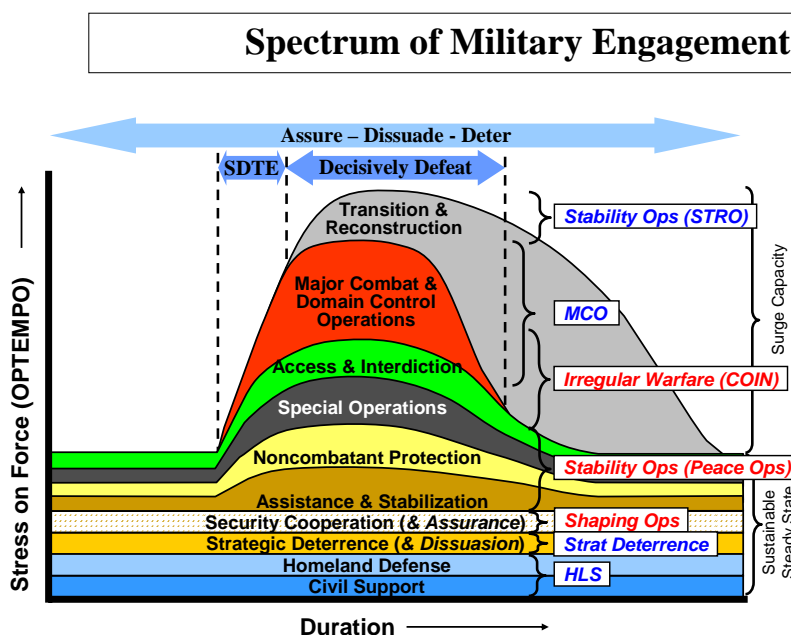 Spectrum of Military Engagement
Assure – Dissuade - Deter
SDTE
Decisively Defeat
Transition &
Reconstruction
Stability Ops (STRO)
Major Combat &
Domain Control
Operations
MCO
Access & Interdiction
Irregular Warfare (COIN)
Special Operations
Noncombatant Protection
Stability Ops (Peace Ops)
Assistance & Stabilization
Security Cooperation (& Assurance)
Shaping Ops
Strategic Deterrence (& Dissuasion)
Strat Deterrence
Homeland Defense
HLS
Civil Support
Stress on Force (OPTEMPO)
Duration
Surge Capacity
Sustainable
Steady State